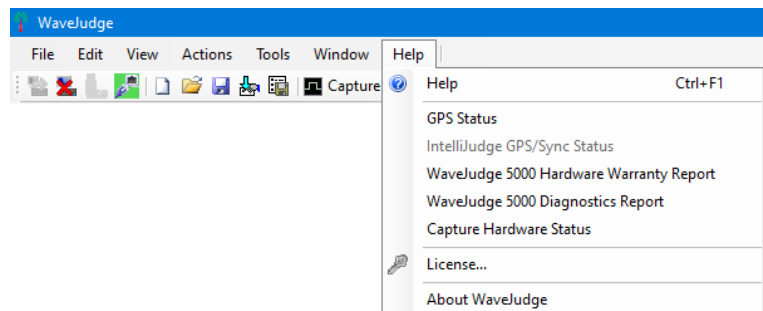 WaveJudge
File Edit View Actions Tools Window Help
Capture
Help Ctrl+F1
GPS Status
IntelliJudge GPS/Sync Status
WaveJudge 5000 Hardware Warranty Report
WaveJudge 5000 Diagnostics Report
Capture Hardware Status
License...
About WaveJudge